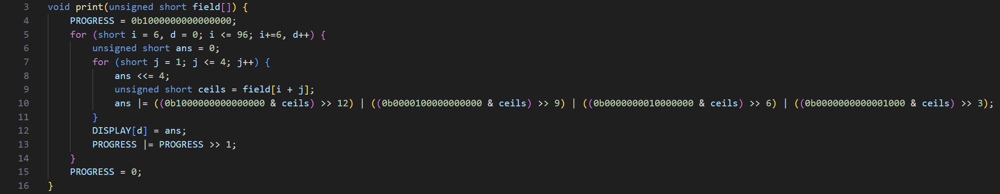 3 void print(unsigned short field[]) {
4     PROGRESS = 0b1000000000000000;
5     for (short i = 6, d = 0; i <= 96; i+=6, d++) {
6         unsigned short ans = 0;
7         for (short j = 1; j <= 4; j++) {
8             ans <<= 4;
9             unsigned short ceils = field[i + j];
10             ans |= ((0b1000000000000000 & ceils) >> 12) | ((0b0000100000000000 & ceils) >> 9) | ((0b0000000010000000 & ceils) >> 6) | ((0b0000000000001000 & ceils) >> 3);
11         }
12         DISPLAY[d] = ans;
13         PROGRESS |= PROGRESS >> 1;
14     }
15     PROGRESS = 0;
16 }